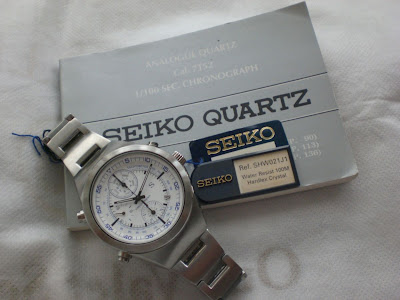 ANALOGUE QUARTZ
Cal. 7T52
1/100 SEC. CHRONOGRAPH
SEIKO QUARTZ
SEIKO
Ref. SHW021J1
SEIKO
Water Resist 100M
Hardlex Crystal